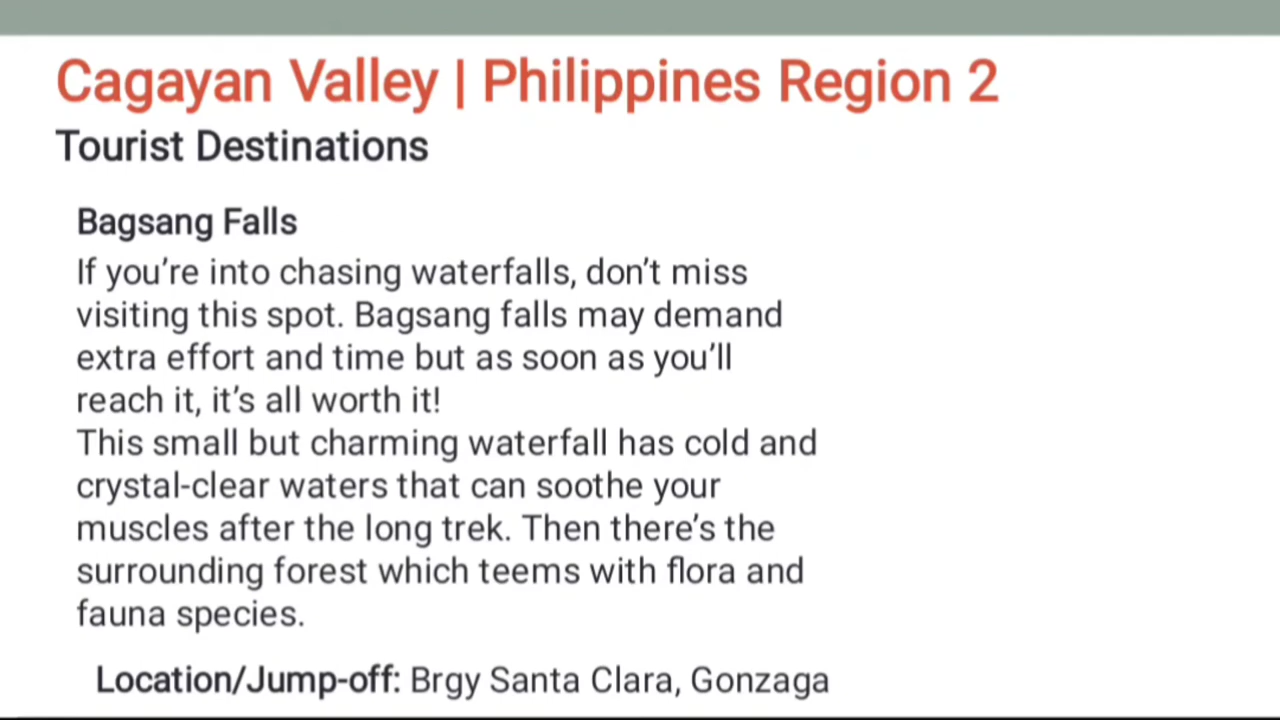 Cagayan Valley | Philippines Region 2
Tourist Destinations
Bagsang Falls
If you're into chasing waterfalls, don't miss
visiting this spot. Bagsang falls may demand
extra effort and time but as soon as you'll
reach it, it's all worth it!
This small but charming waterfall has cold and
crystal-clear waters that can soothe your
muscles after the long trek. Then there's the
surrounding forest which teems with flora and
fauna species.
Location/Jump-off: Brgy Santa Clara, Gonzaga